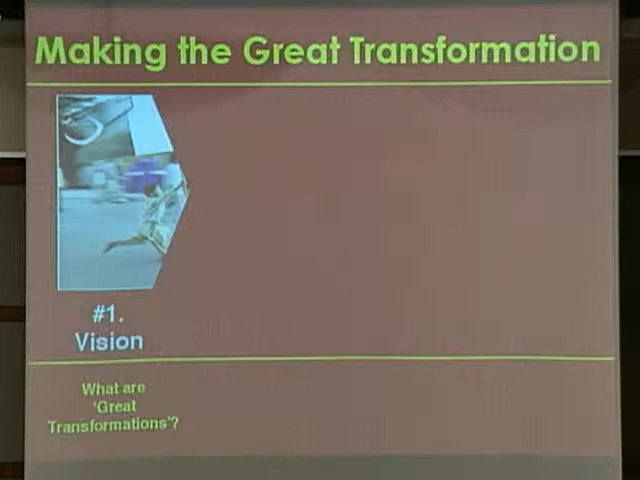 Making the Great Transformation
#1.
Vision
What are
'Great
Transformations'?